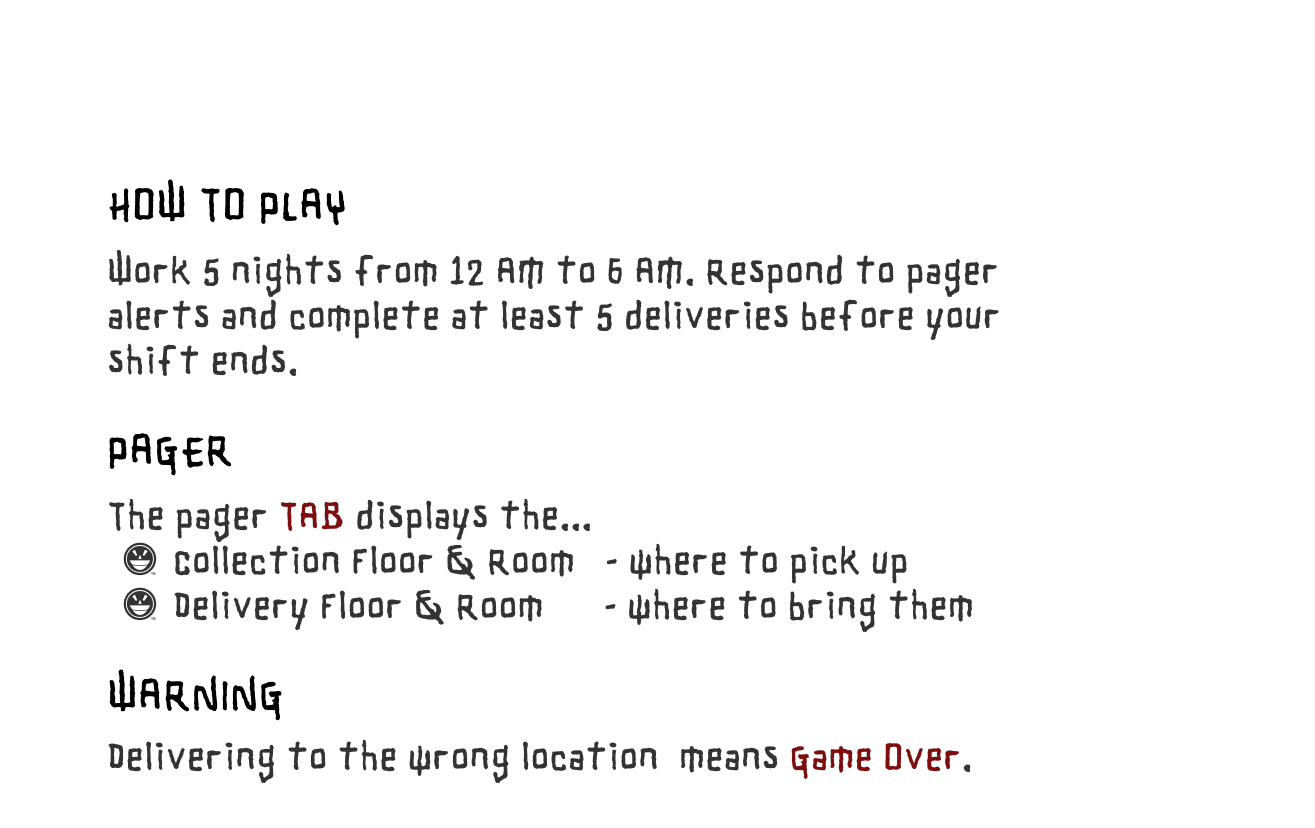 HOW TO PLAY
Work 5 nights from 12 AM to 6 AM. Respond to pager
alerts and complete at least 5 deliveries before your
shift ends.
PAGER
The pager TAB displays the...
Collection Floor & Room - where to pick up
Delivery Floor & Room - where to bring them
WARNING
Delivering to the wrong location means Game Over.